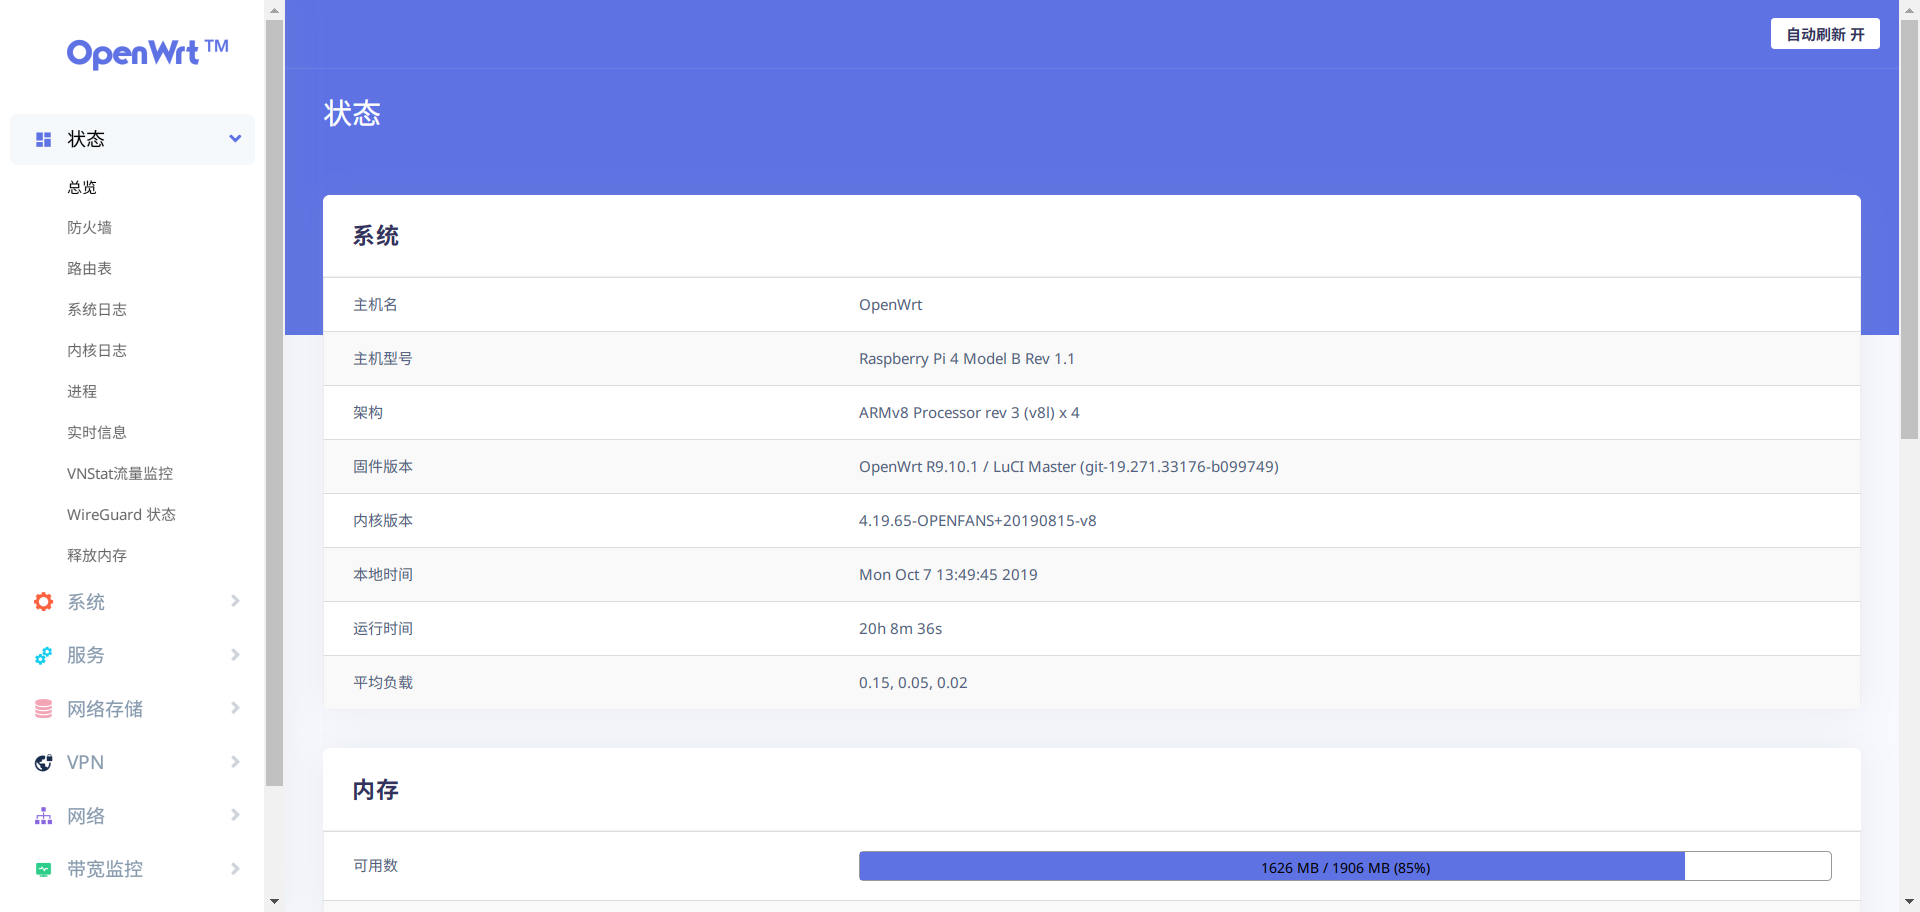 OpenWrt™
自动刷新 开
状态
状态
总览
防火墙
路由表
系统日志
内核日志
进程
实时信息
VNStat流量监控
WireGuard 状态
释放内存
系统
服务
网络存储
VPN
网络
带宽监控
系统
主机名 OpenWrt
主机型号 Raspberry Pi 4 Model B Rev 1.1
架构 ARMv8 Processor rev 3 (v8l) x 4
固件版本 OpenWrt R9.10.1 / LuCI Master (git-19.271.33176-b099749)
内核版本 4.19.65-OPENFANS+20190815-v8
本地时间 Mon Oct 7 13:49:45 2019
运行时间 20h 8m 36s
平均负载 0.15, 0.05, 0.02
内存
可用数 1626 MB / 1906 MB (85%)